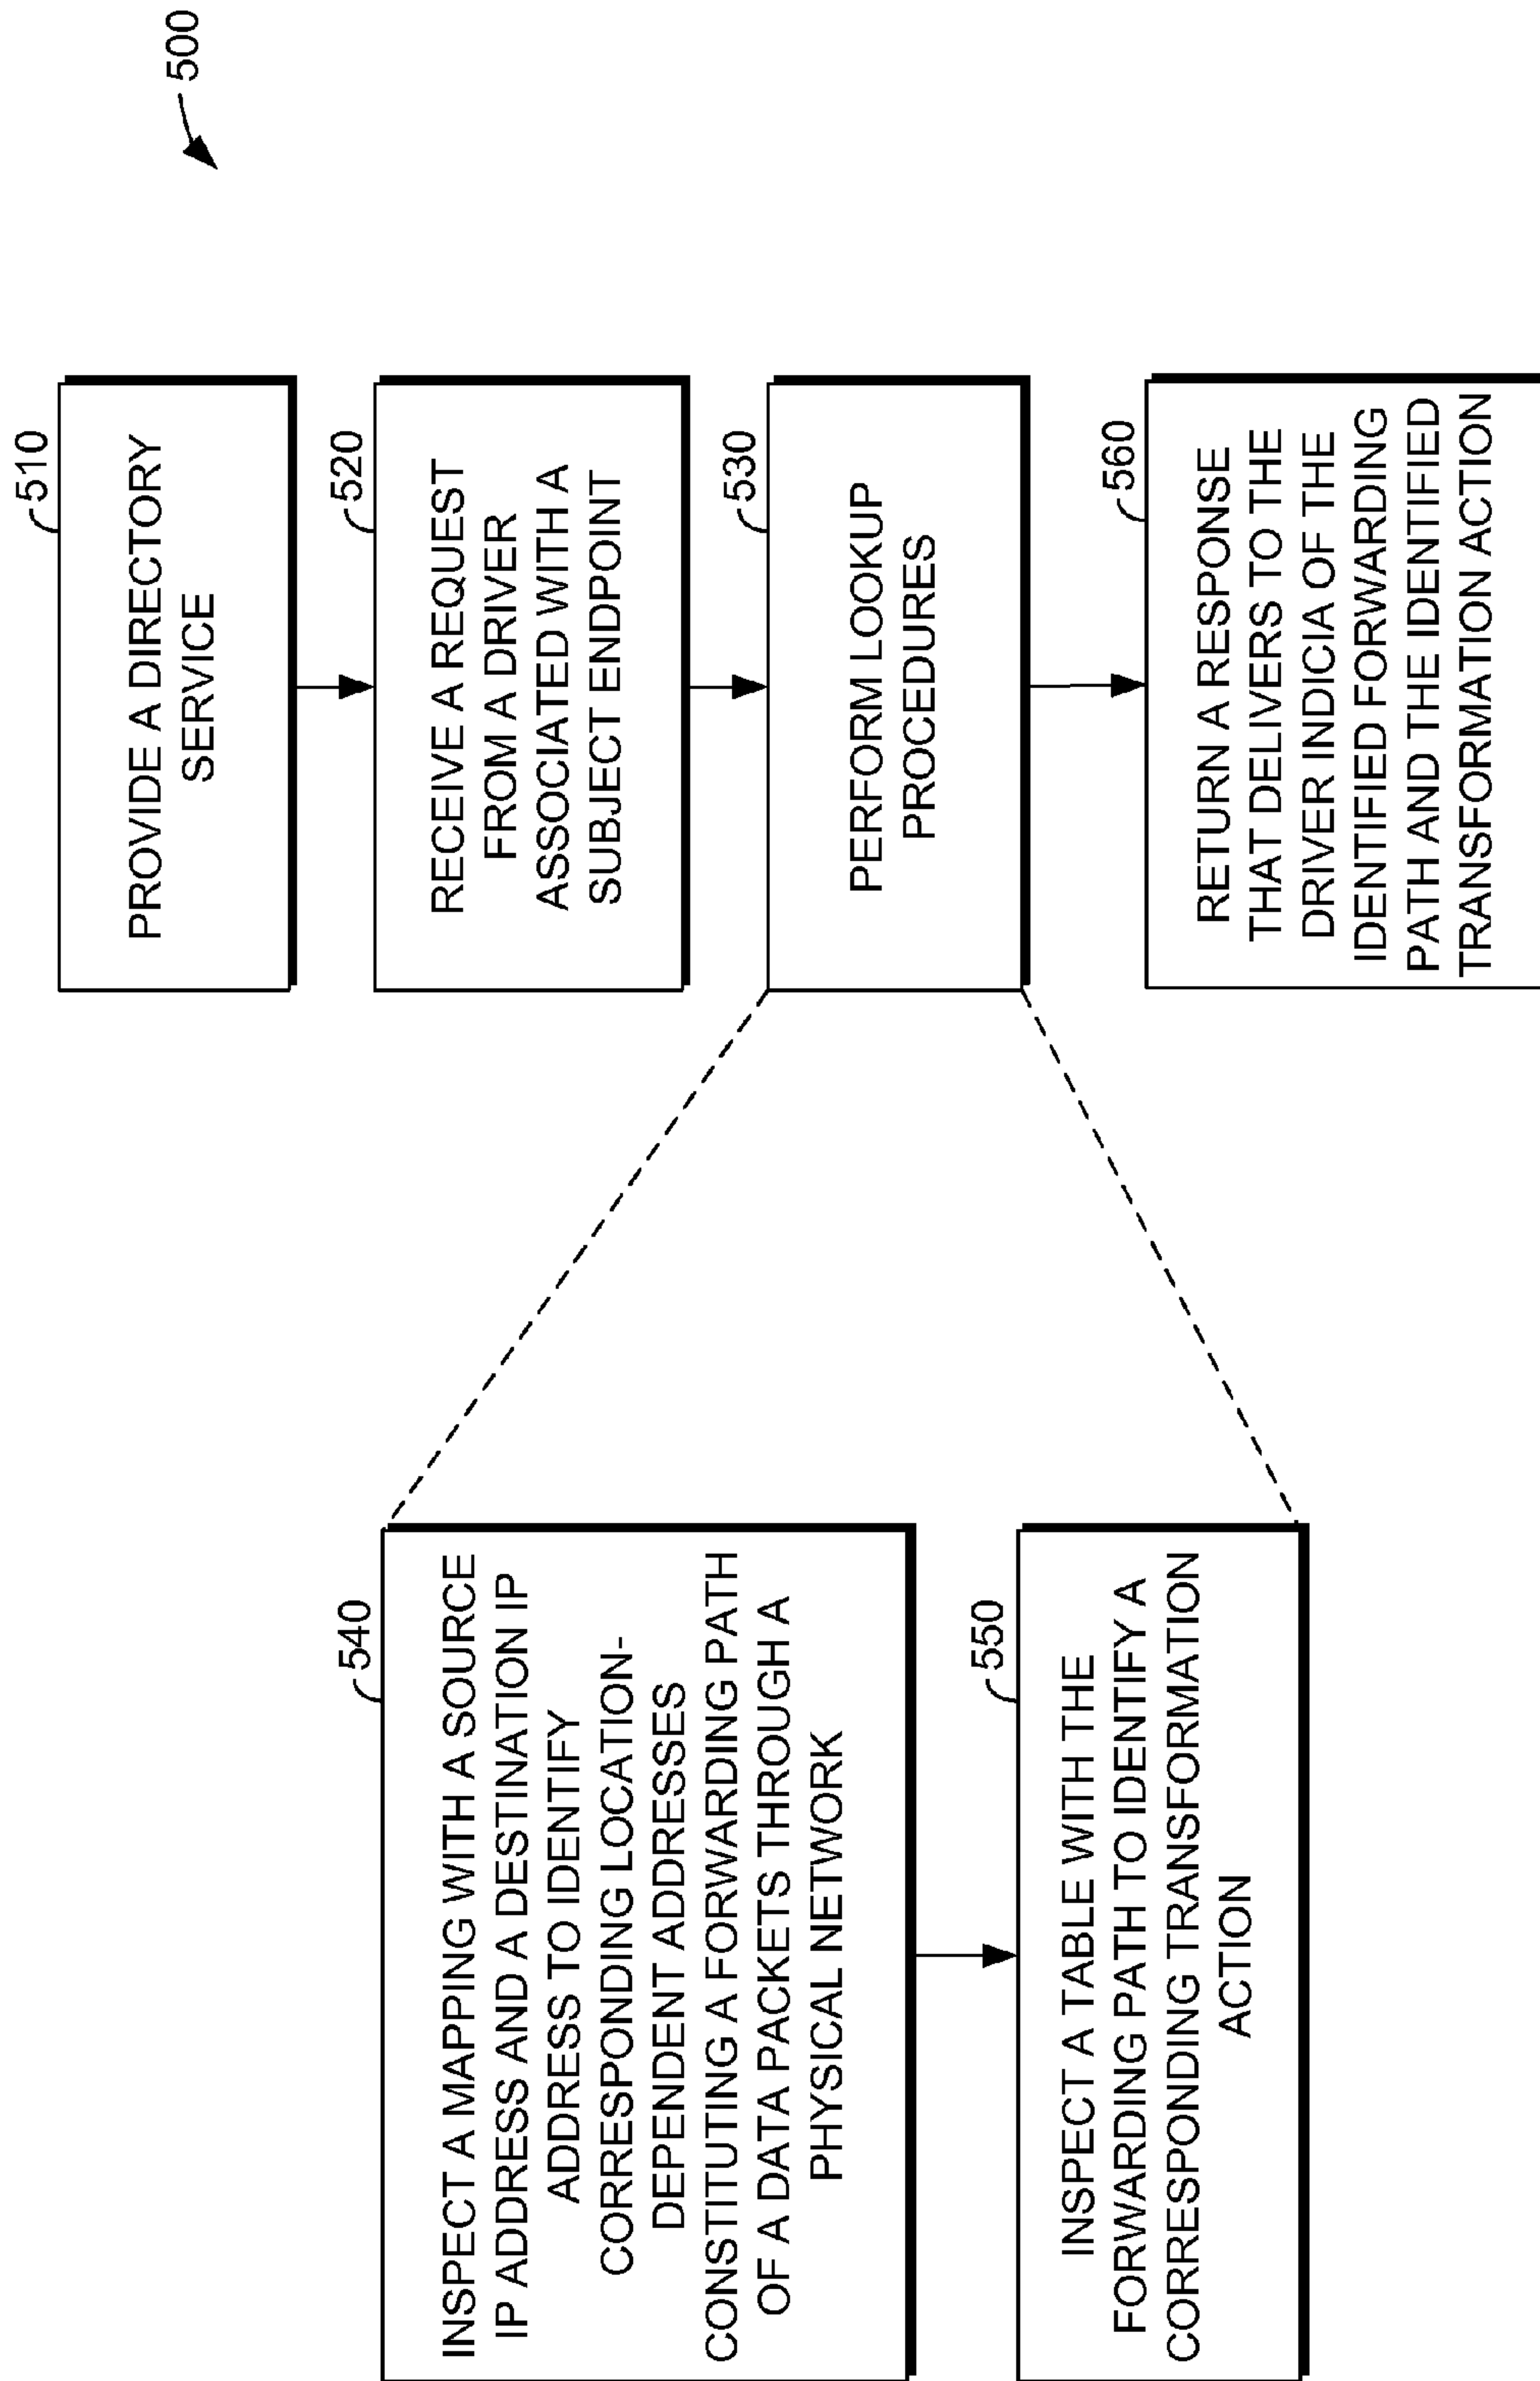 500
510
PROVIDE A DIRECTORY
SERVICE
520
RECEIVE A REQUEST
FROM A DRIVER
ASSOCIATED WITH A
SUBJECT ENDPOINT
530
PERFORM LOOKUP
PROCEDURES
540
INSPECT A MAPPING WITH A SOURCE
IP ADDRESS AND A DESTINATION IP
ADDRESS TO IDENTIFY
CORRESPONDING LOCATION-
DEPENDENT ADDRESSES
CONSTITUTING A FORWARDING PATH
OF A DATA PACKETS THROUGH A
PHYSICAL NETWORK
550
INSPECT A TABLE WITH THE
FORWARDING PATH TO IDENTIFY A
CORRESPONDING TRANSFORMATION
ACTION
560
RETURN A RESPONSE
THAT DELIVERS TO THE
DRIVER INDICIA OF THE
IDENTIFIED FORWARDING
PATH AND THE IDENTIFIED
TRANSFORMATION ACTION